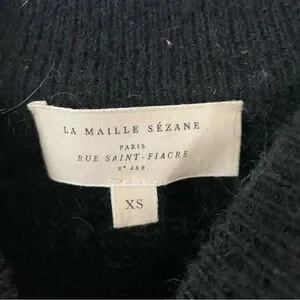 LA MAILLE SÉZANE
PARIS
RUE SAINT-FIACRE
2e ARR.
XS